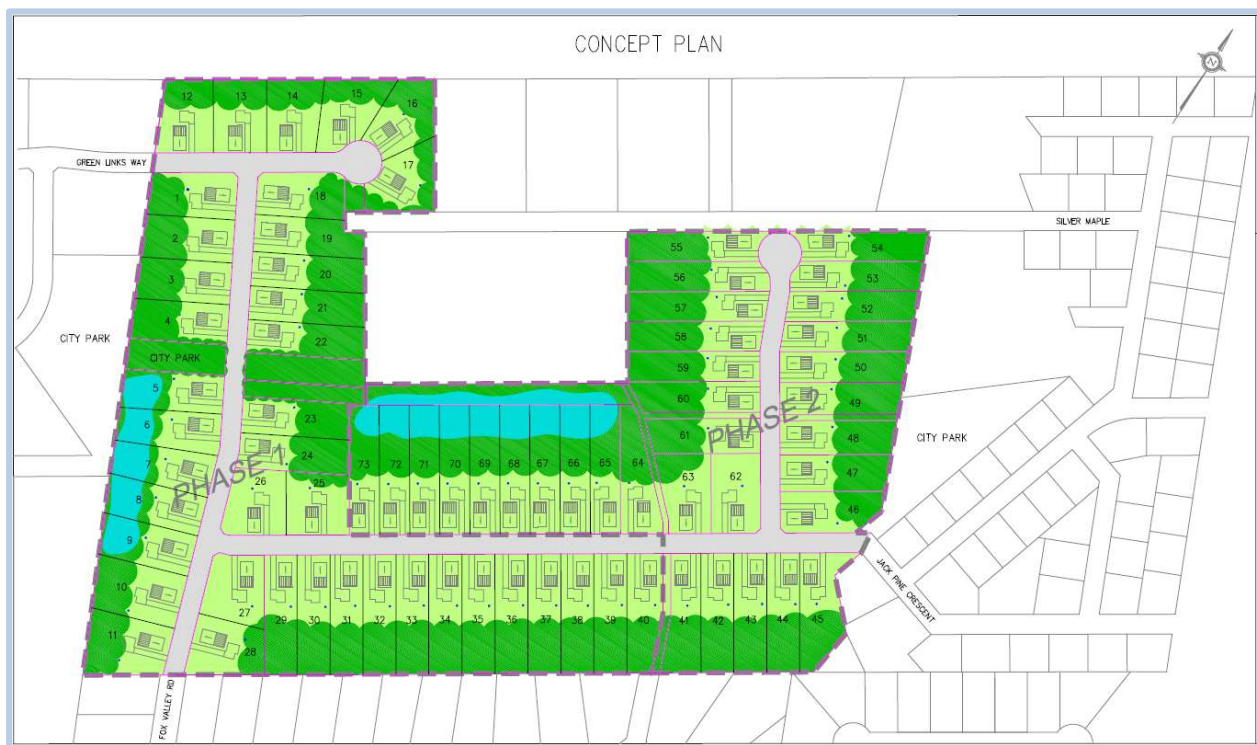 CONCEPT PLAN
N
12 13 14 15 16
17
GREEN LINKS WAY
1 18
2 19
3 20
4 21
22
SILVER MAPLE
55 54
56 53
57 52
58 51
59 50
60 49
61 48
47
46
CITY PARK
CITY PARK
CITY PARK
PHASE 1
PHASE 2
5
6
7
8
9
10
11
23
24
26 25
73 72 71 70 69 68 67 66 65 64
63 62
27
28
29 30 31 32 33 34 35 36 37 38 39 40 41 42 43 44 45
JACK PINE CRESCENT
FOX VALLEY RD